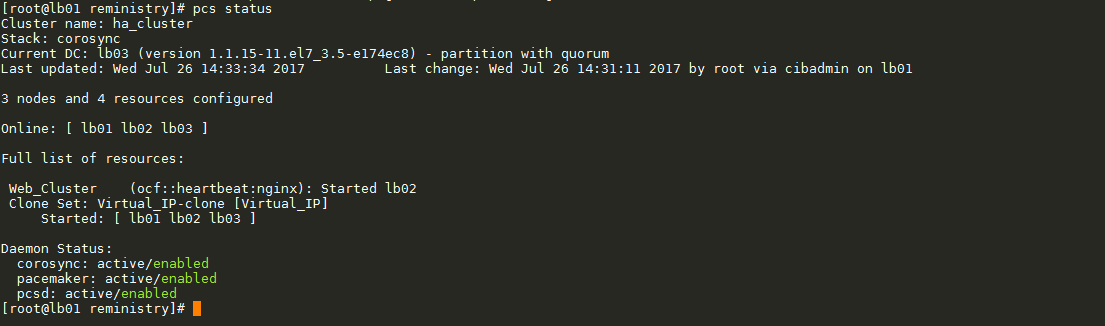 [root@lb01 reministry]# pcs status
Cluster name: ha_cluster
Stack: corosync
Current DC: lb03 (version 1.1.15-11.el7_3.5-e174ec8) - partition with quorum
Last updated: Wed Jul 26 14:33:34 2017          Last change: Wed Jul 26 14:31:11 2017 by root via cibadmin on lb01
3 nodes and 4 resources configured
Online: [ lb01 lb02 lb03 ]
Full list of resources:
 Web_Cluster    (ocf::heartbeat:nginx): Started lb02
 Clone Set: Virtual_IP-clone [Virtual_IP]
     Started: [ lb01 lb02 lb03 ]
Daemon Status:
  corosync: active/enabled
  pacemaker: active/enabled
  pcsd: active/enabled
[root@lb01 reministry]#